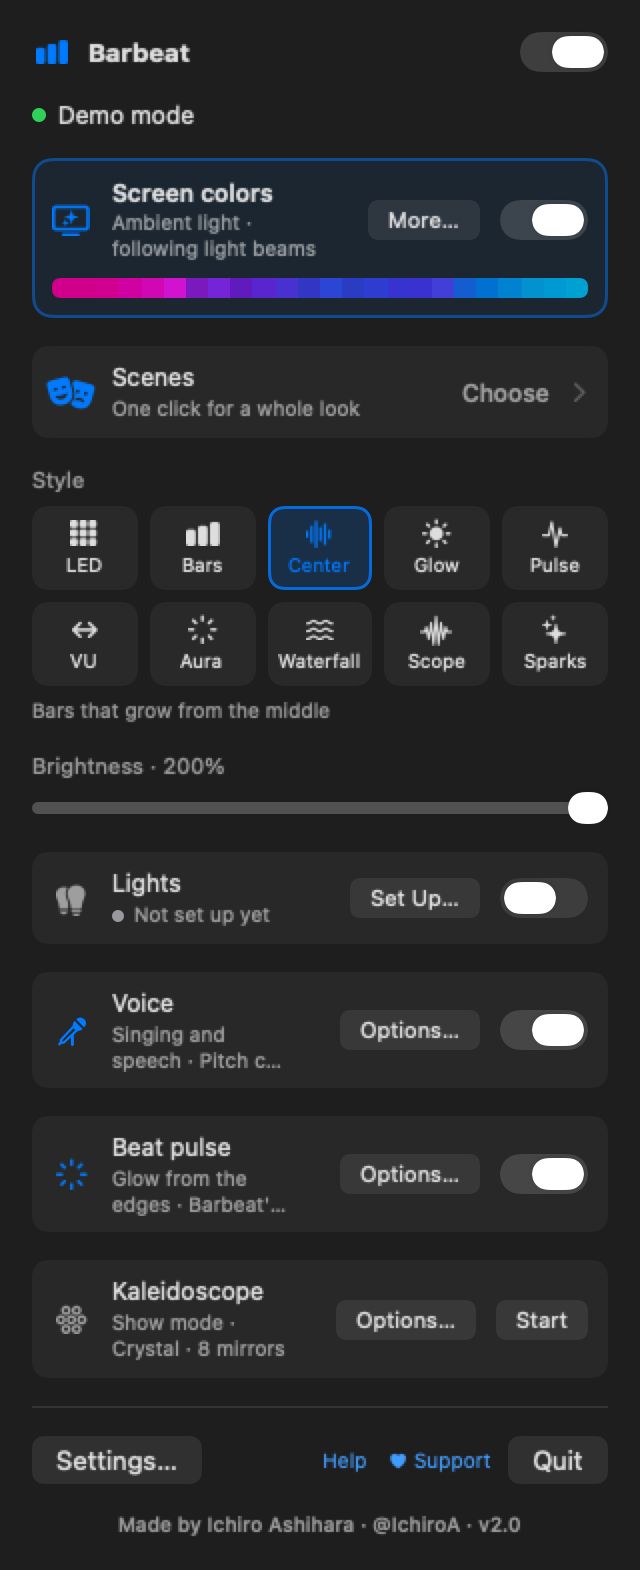 Barbeat
Demo mode
Screen colors
Ambient light ·
following light beams
More...
Scenes
One click for a whole look
Choose
Style
LED
Bars
Center
Glow
Pulse
VU
Aura
Waterfall
Scope
Sparks
Bars that grow from the middle
Brightness · 200%
Lights
Not set up yet
Set Up...
Voice
Singing and
speech · Pitch c...
Options...
Beat pulse
Glow from the
edges · Barbeat'...
Options...
Kaleidoscope
Show mode ·
Crystal · 8 mirrors
Options...
Start
Settings...
Help
Support
Quit
Made by Ichiro Ashihara · @IchiroA · v2.0